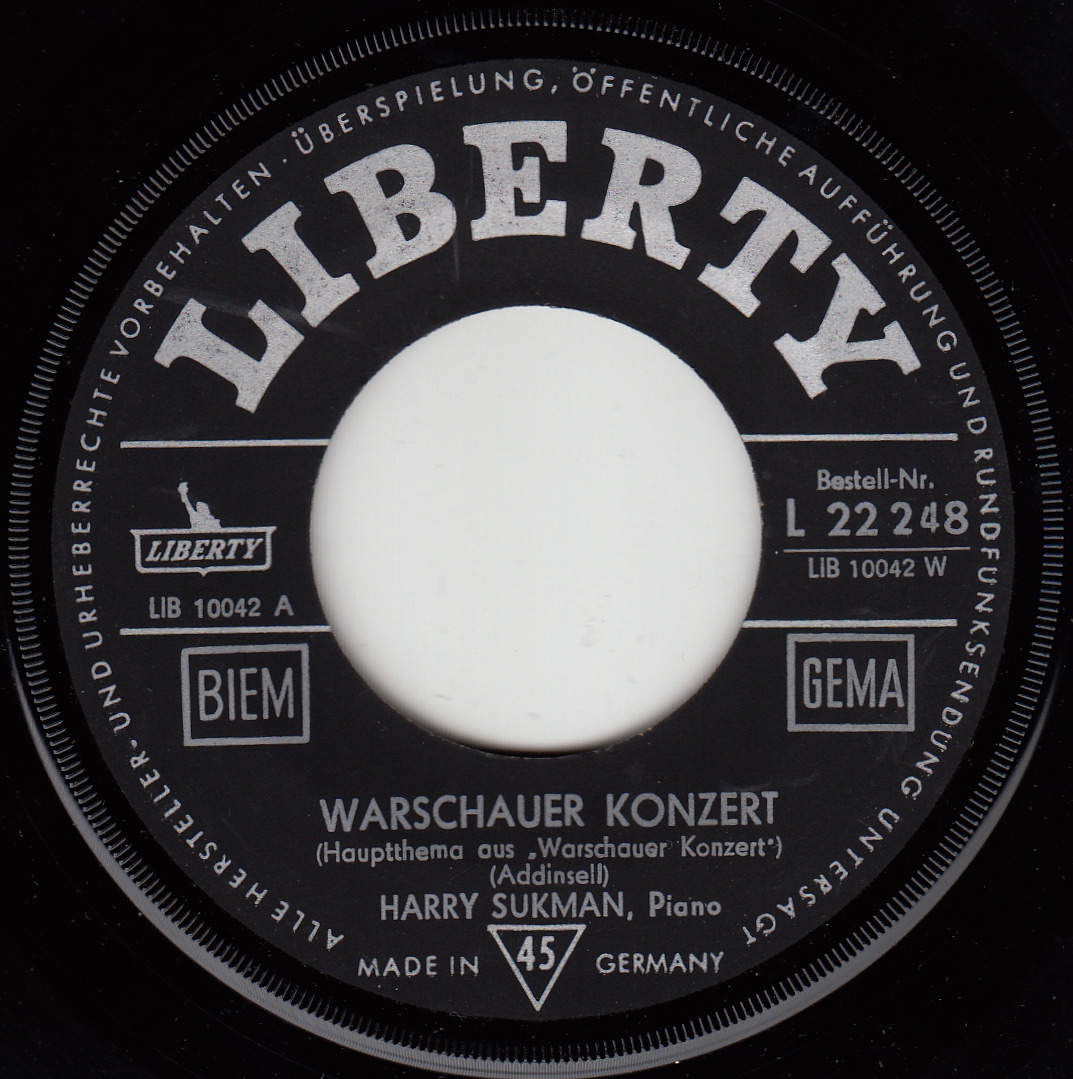 ALLE HERSTELLER- UND URHEBERRECHTE VORBEHALTEN · ÜBERSPIELUNG, ÖFFENTLICHE AUFFÜHRUNG UND RUNDFUNKSENDUNG UNTERSAGT
LIBERTY
LIBERTY
LIB 10042 A
Bestell-Nr.
L 22 248
LIB 10042 W
BIEM
GEMA
WARSCHAUER KONZERT
(Hauptthema aus „Warschauer Konzert“)
(Addinsell)
HARRY SUKMAN, Piano
MADE IN 45 GERMANY